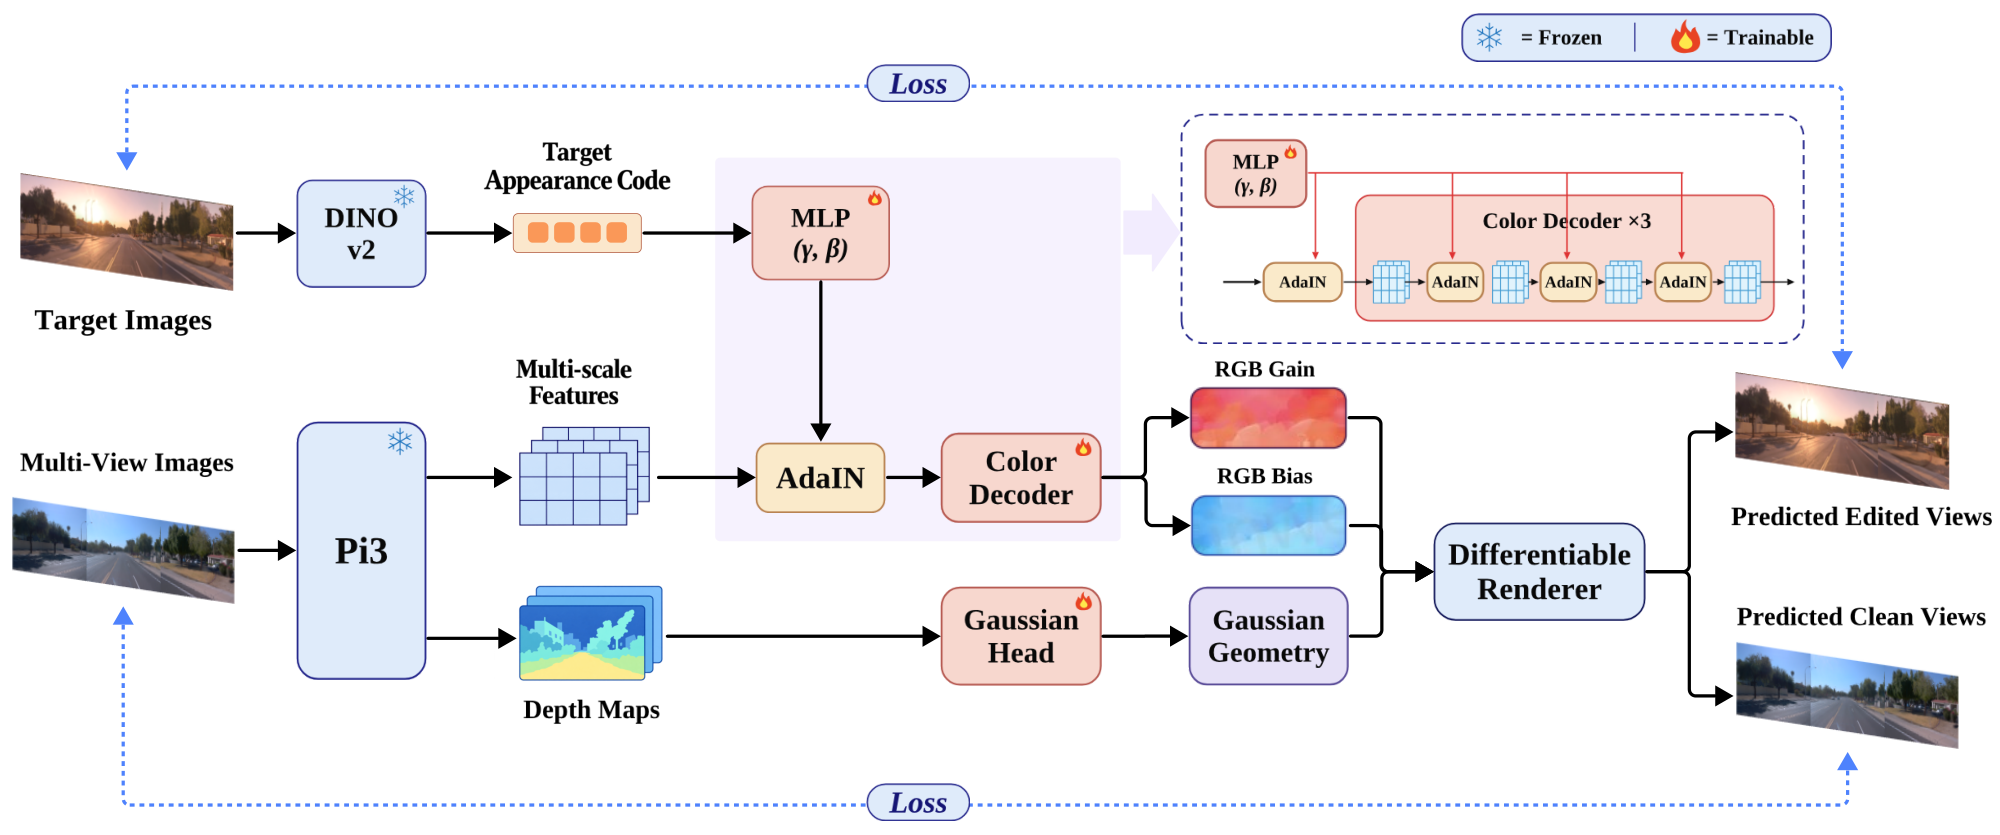 = Frozen
= Trainable
Loss
Target
Appearance Code
DINO
v2
MLP
(γ, β)
Target Images
MLP
(γ, β)
Color Decoder ×3
AdaIN
AdaIN
AdaIN
AdaIN
Multi-scale
Features
RGB Gain
Multi-View Images
Pi3
AdaIN
Color
Decoder
RGB Bias
Predicted Edited Views
Differentiable
Renderer
Gaussian
Head
Gaussian
Geometry
Predicted Clean Views
Depth Maps
Loss